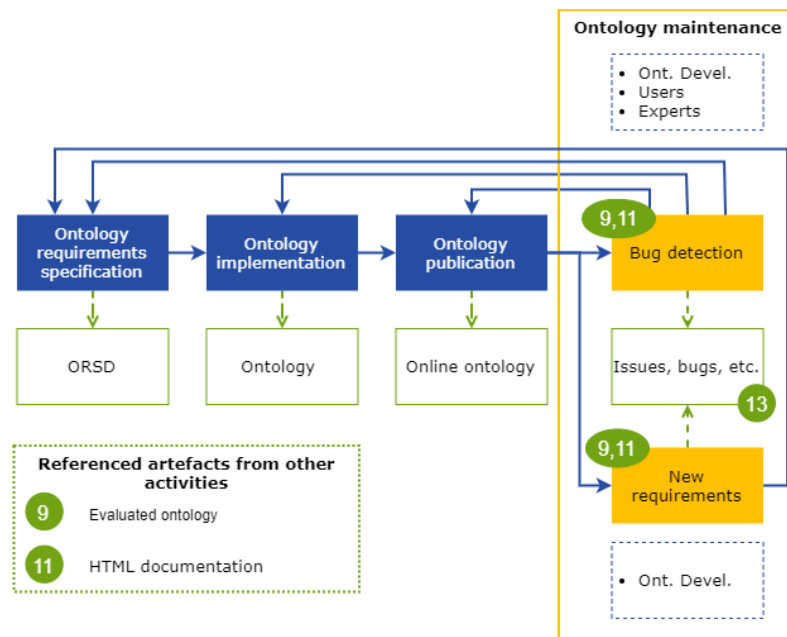 Ontology maintenance
• Ont. Devel.
• Users
• Experts
Ontology
requirements
specification
Ontology
implementation
Ontology
publication
9,11
Bug detection
ORSD
Ontology
Online ontology
Issues, bugs, etc.
13
9,11
New
requirements
Referenced artefacts from other
activities
9 Evaluated ontology
11 HTML documentation
• Ont. Devel.